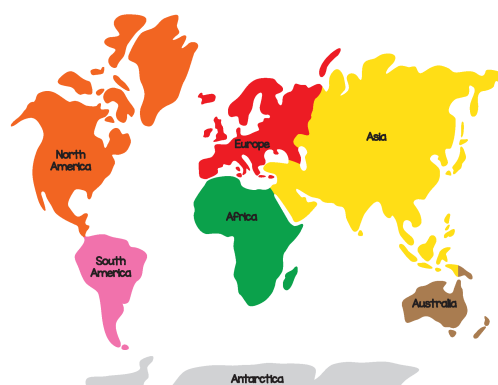 North
America
Europe
Asia
Africa
South
America
Australia
Antarctica